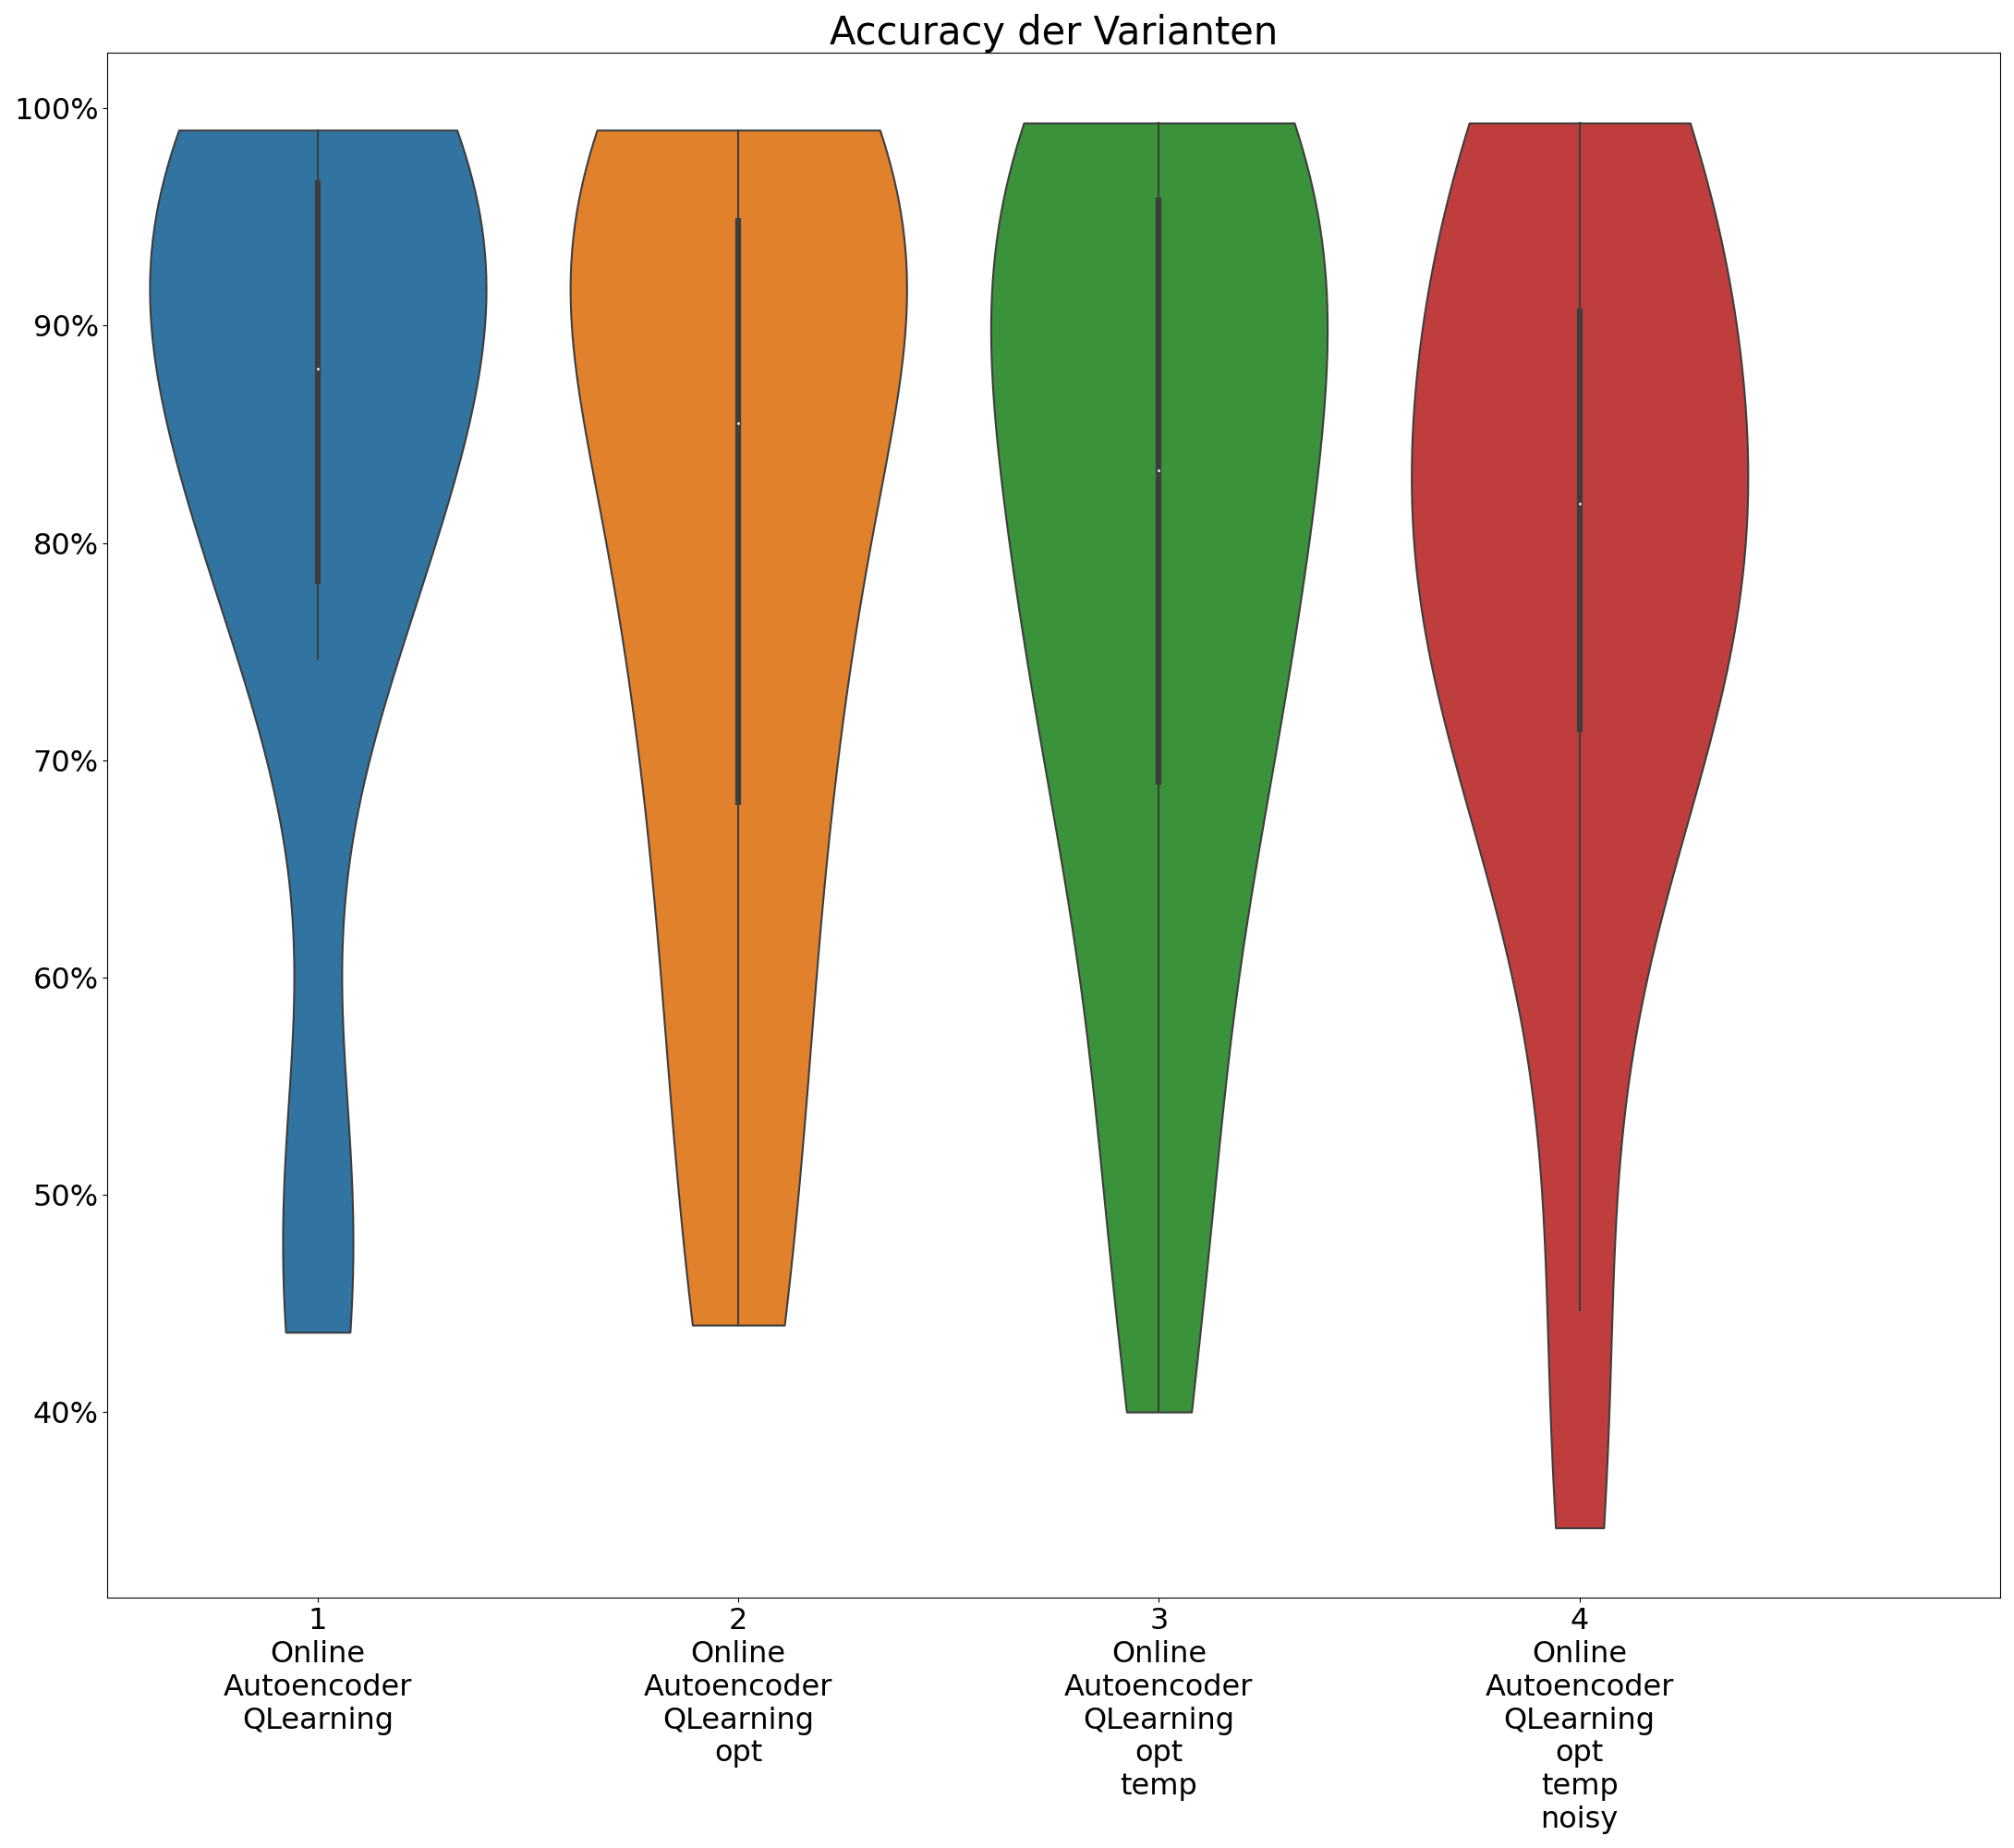 Accuracy der Varianten
100%
90%
80%
70%
60%
50%
40%
1
Online
Autoencoder
QLearning
2
Online
Autoencoder
QLearning
opt
3
Online
Autoencoder
QLearning
opt
temp
4
Online
Autoencoder
QLearning
opt
temp
noisy